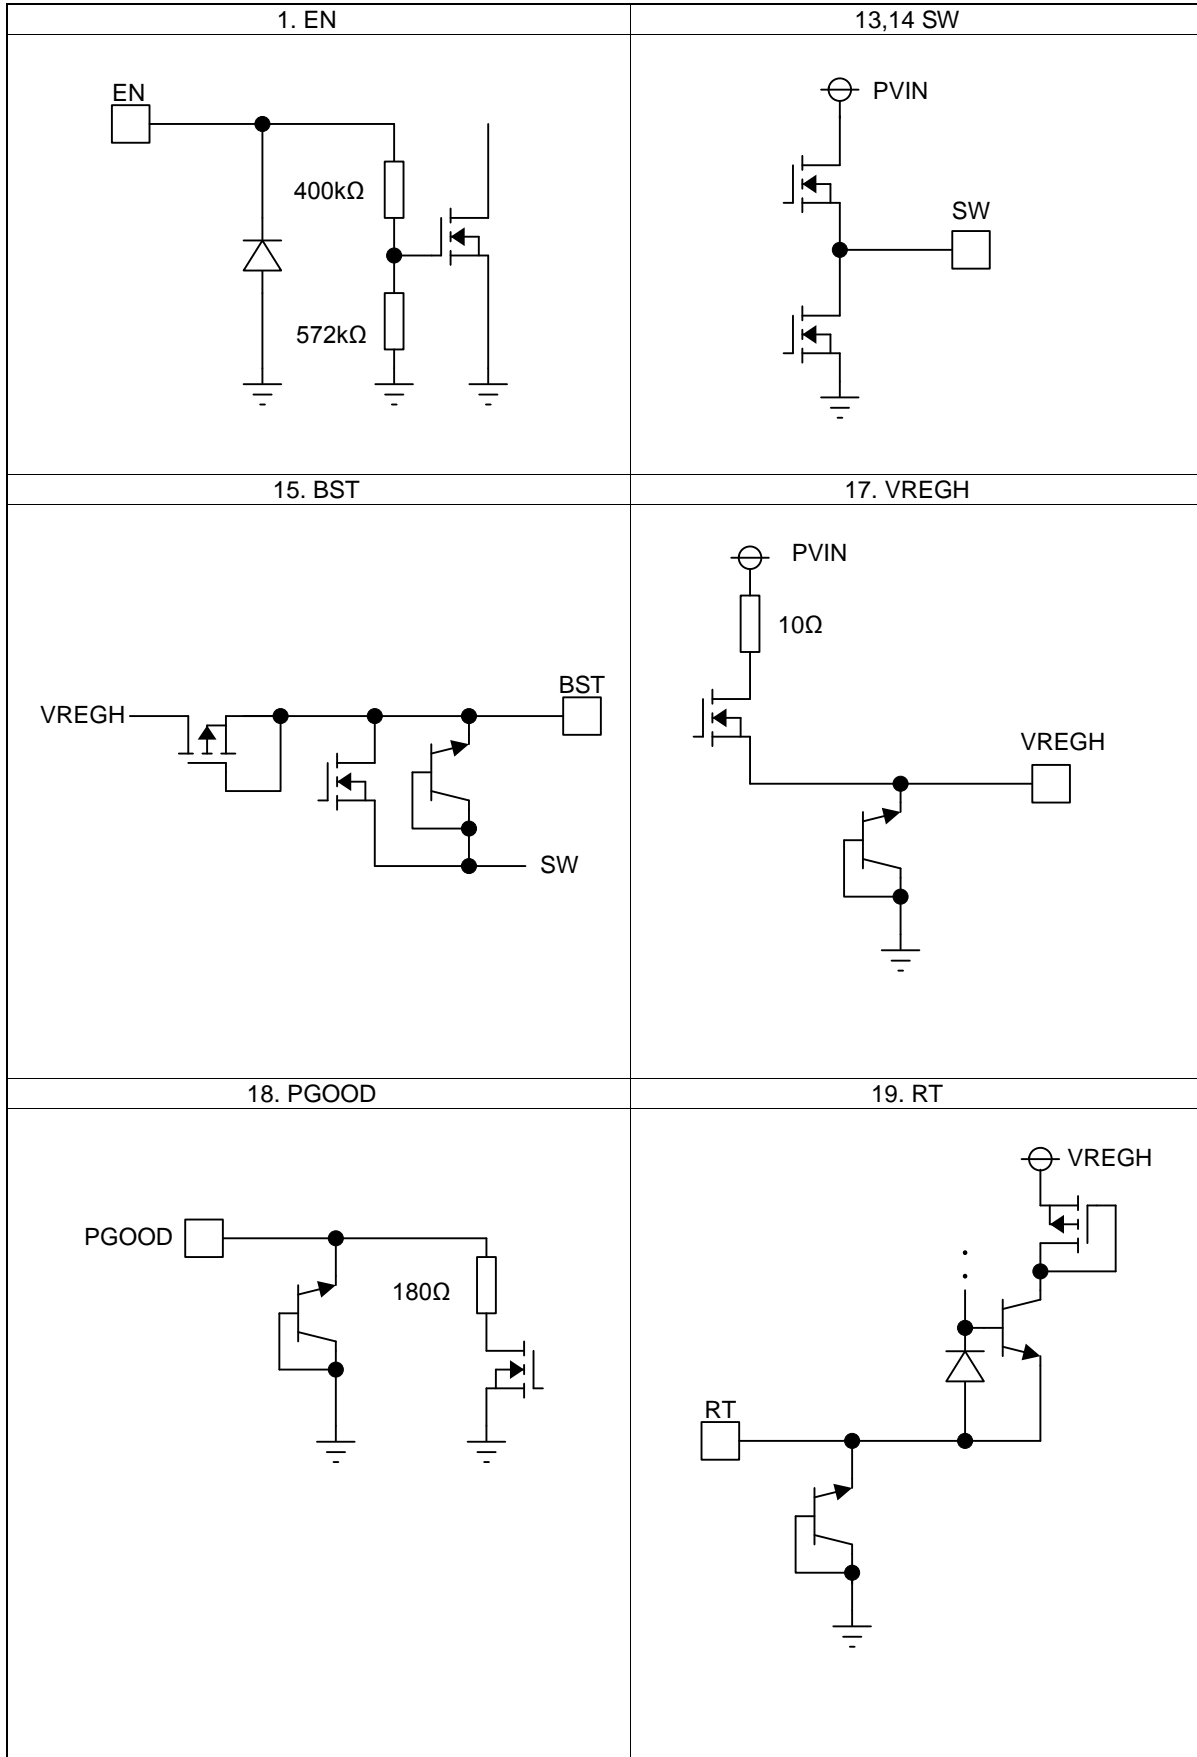 1. EN
13,14 SW
EN
400kΩ
572kΩ
PVIN
SW
15. BST
17. VREGH
VREGH
BST
SW
PVIN
10Ω
VREGH
18. PGOOD
19. RT
PGOOD
180Ω
VREGH
RT